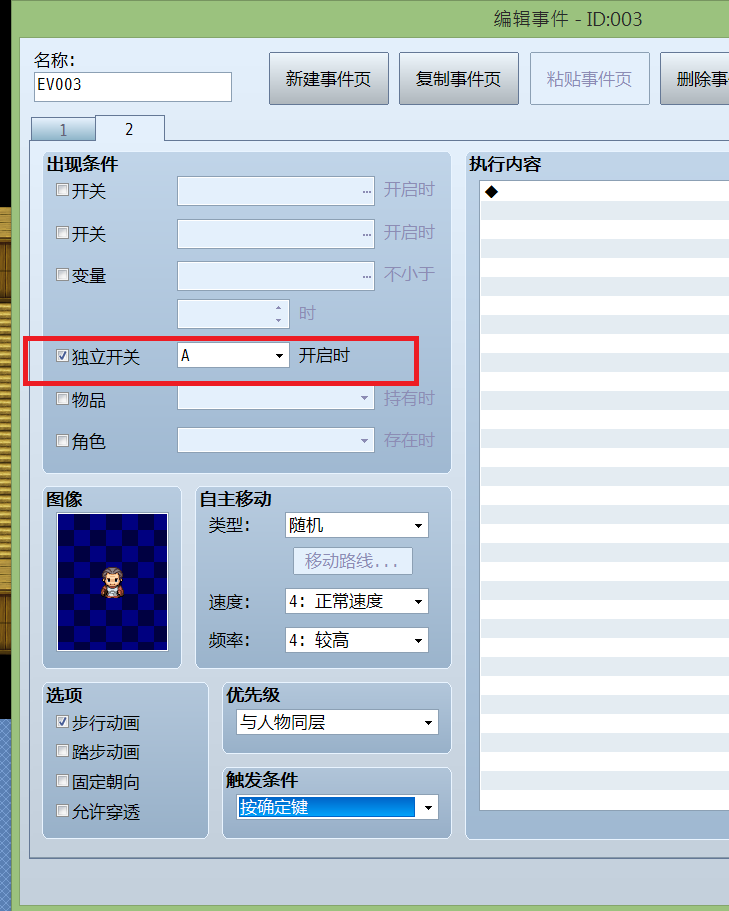 编辑事件 - ID:003
名称:
EV003
新建事件页
复制事件页
粘贴事件页
删除事
1
2
出现条件
开关 ... 开启时
开关 ... 开启时
变量 ... 不小于
时
独立开关 A 开启时
物品 持有时
角色 存在时
执行内容
◆
图像
自主移动
类型: 随机
移动路线...
速度: 4: 正常速度
频率: 4: 较高
选项
步行动画
踏步动画
固定朝向
允许穿透
优先级
与人物同层
触发条件
按确定键